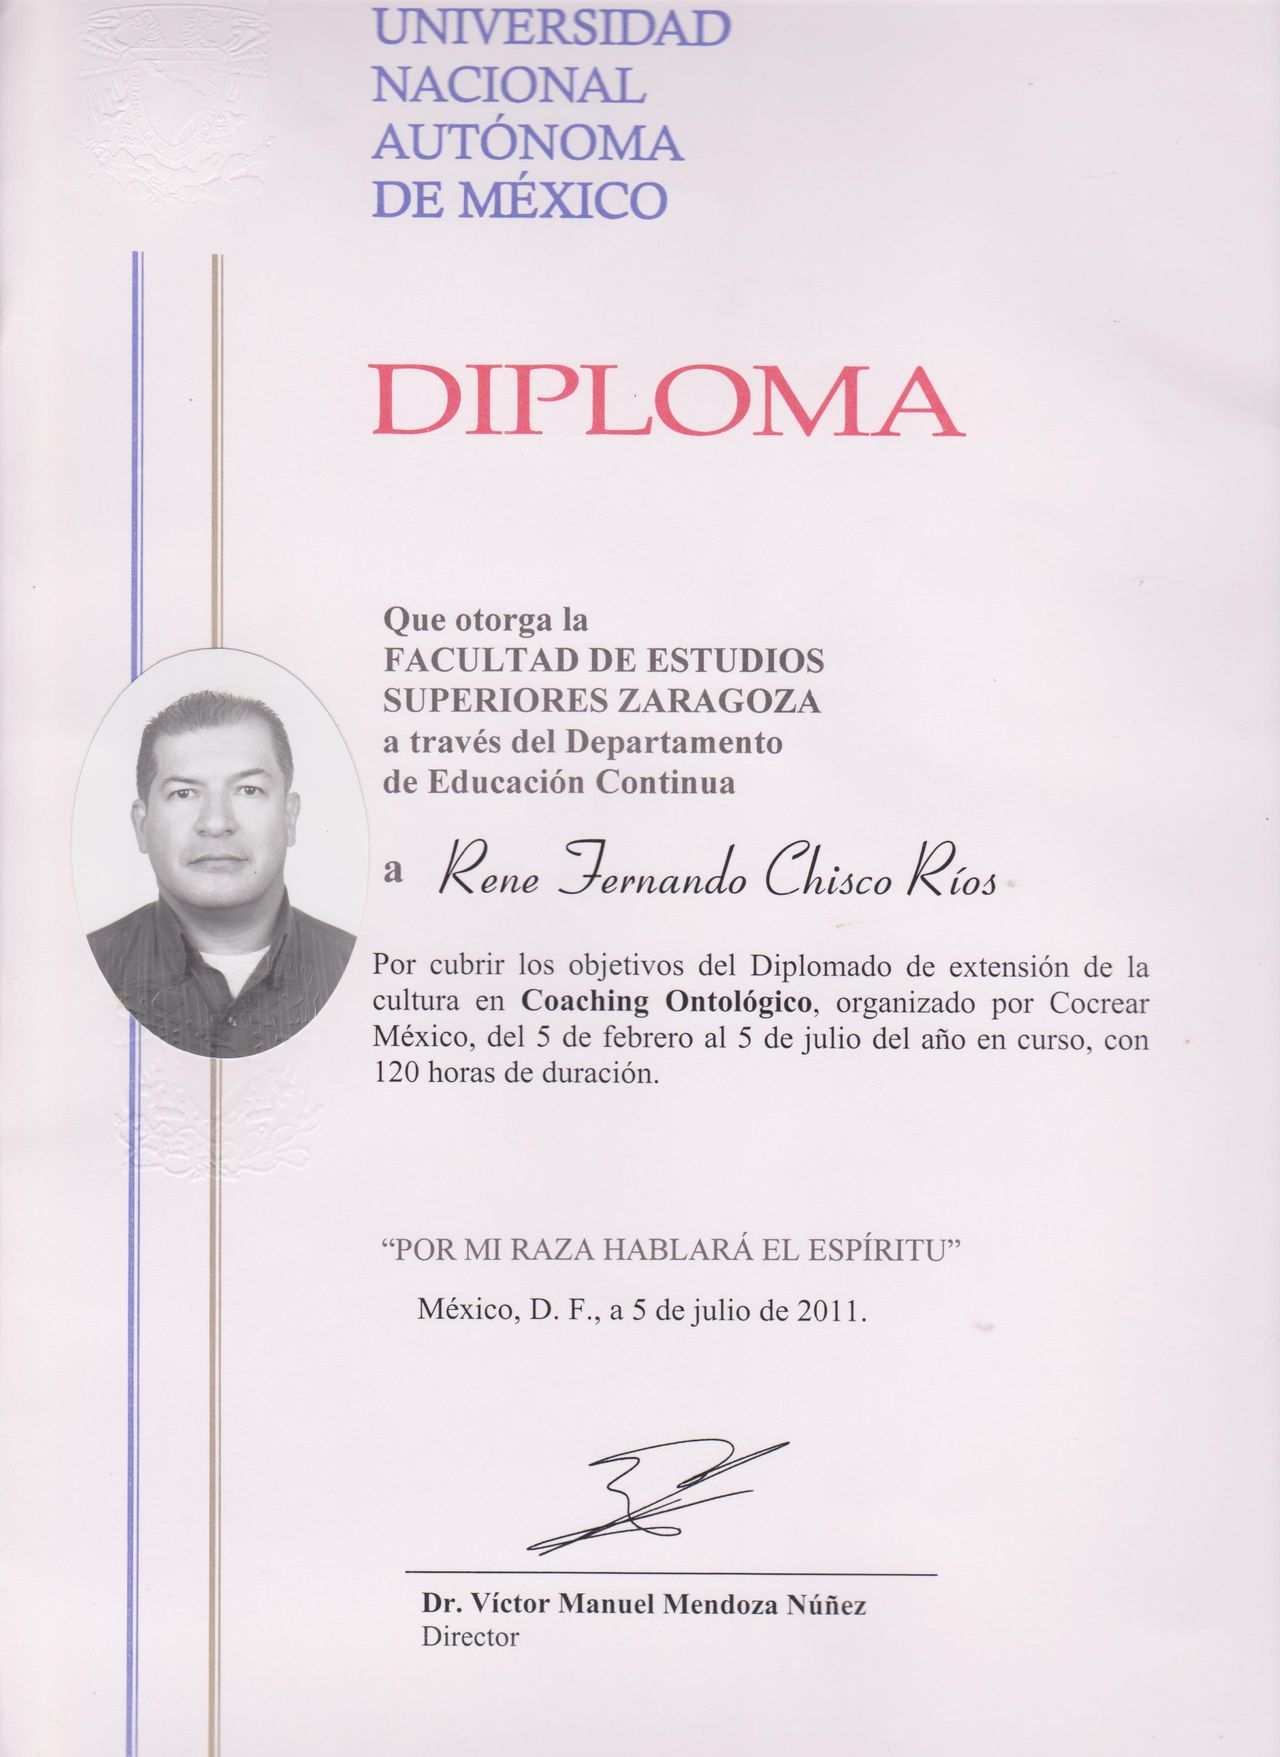 UNIVERSIDAD
NACIONAL
AUTÓNOMA
DE MÉXICO
DIPLOMA
Que otorga la
FACULTAD DE ESTUDIOS
SUPERIORES ZARAGOZA
a través del Departamento
de Educación Continua
a Rene Fernando Chisco Ríos
Por cubrir los objetivos del Diplomado de extensión de la
cultura en Coaching Ontológico, organizado por Cocrear
México, del 5 de febrero al 5 de julio del año en curso, con
120 horas de duración.
“POR MI RAZA HABLARÁ EL ESPÍRITU”
México, D. F., a 5 de julio de 2011.
Dr. Víctor Manuel Mendoza Núñez
Director